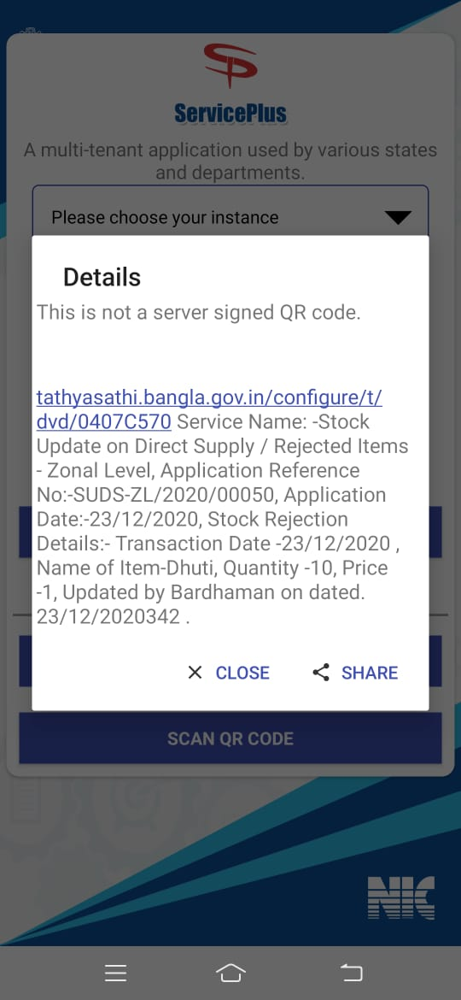 ServicePlus
A multi-tenant application used by various states
and departments.
Please choose your instance
Details
This is not a server signed QR code.
tathyasathi.bangla.gov.in/configure/t/
dvd/0407C570 Service Name: -Stock
Update on Direct Supply / Rejected Items
- Zonal Level, Application Reference
No:-SUDS-ZL/2020/00050, Application
Date:-23/12/2020, Stock Rejection
Details:- Transaction Date -23/12/2020 ,
Name of Item-Dhuti, Quantity -10, Price
-1, Updated by Bardhaman on dated.
23/12/2020342 .
CLOSE SHARE
SCAN QR CODE
NIC